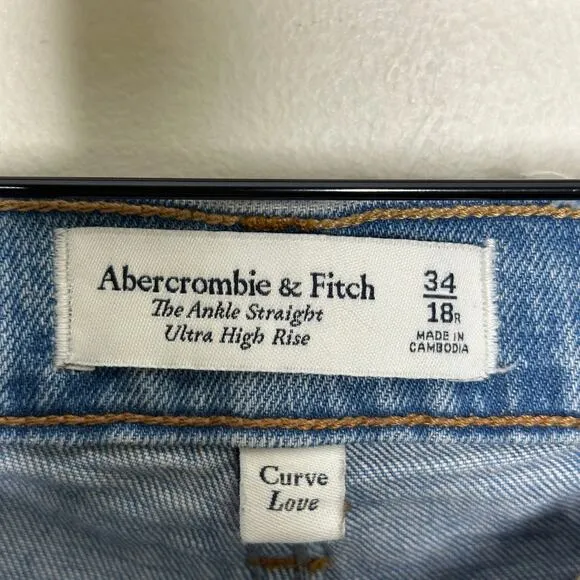 Abercrombie & Fitch
The Ankle Straight
Ultra High Rise
34
18R
MADE IN
CAMBODIA
Curve
Love